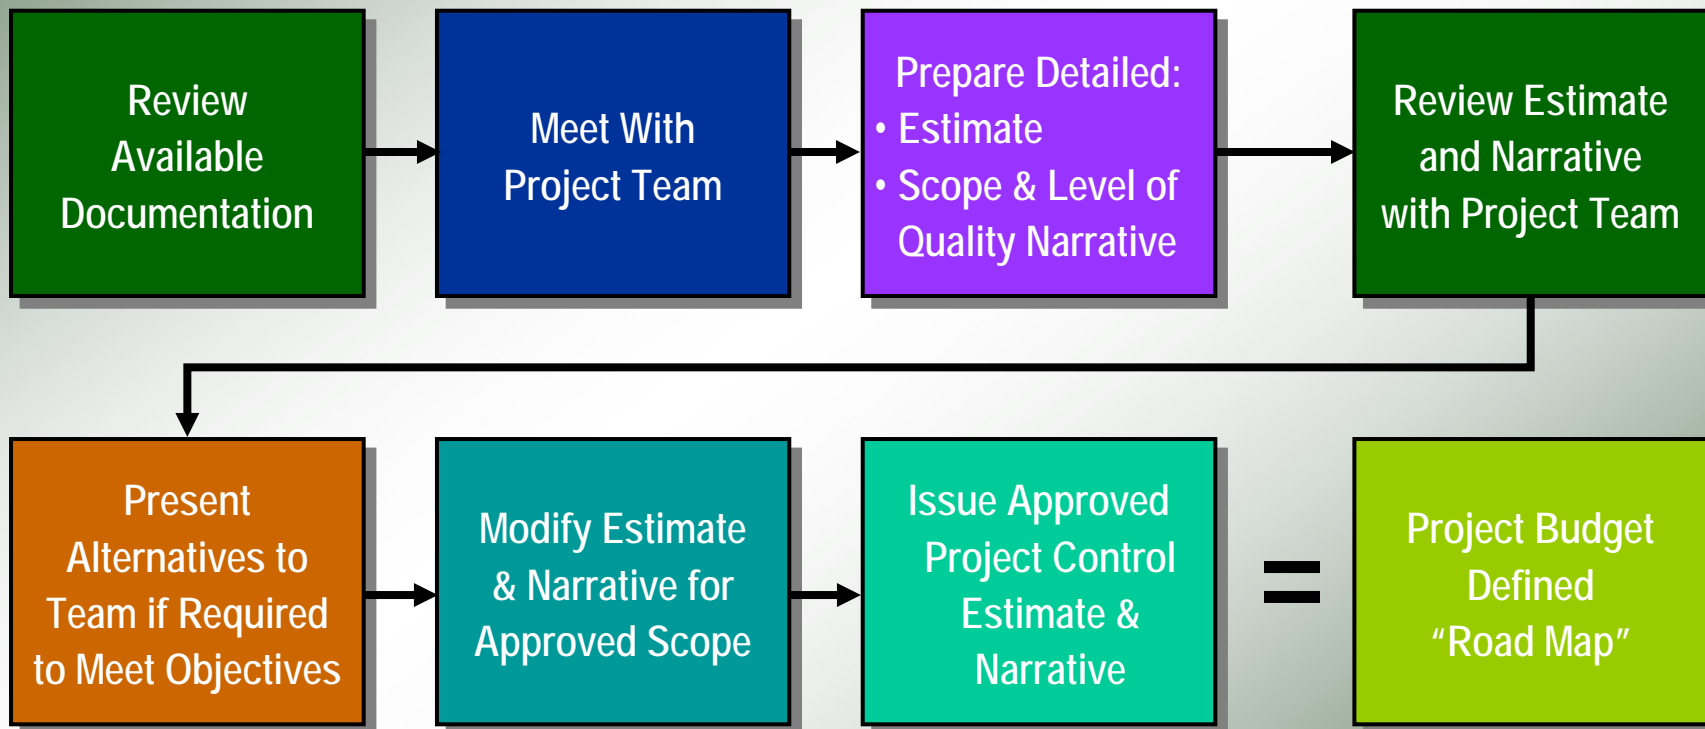 Review
Available
Documentation
Meet With
Project Team
Prepare Detailed:
• Estimate
• Scope & Level of
Quality Narrative
Review Estimate
and Narrative
with Project Team
Present
Alternatives to
Team if Required
to Meet Objectives
Modify Estimate
& Narrative for
Approved Scope
Issue Approved
Project Control
Estimate &
Narrative
=
Project Budget
Defined
“Road Map”